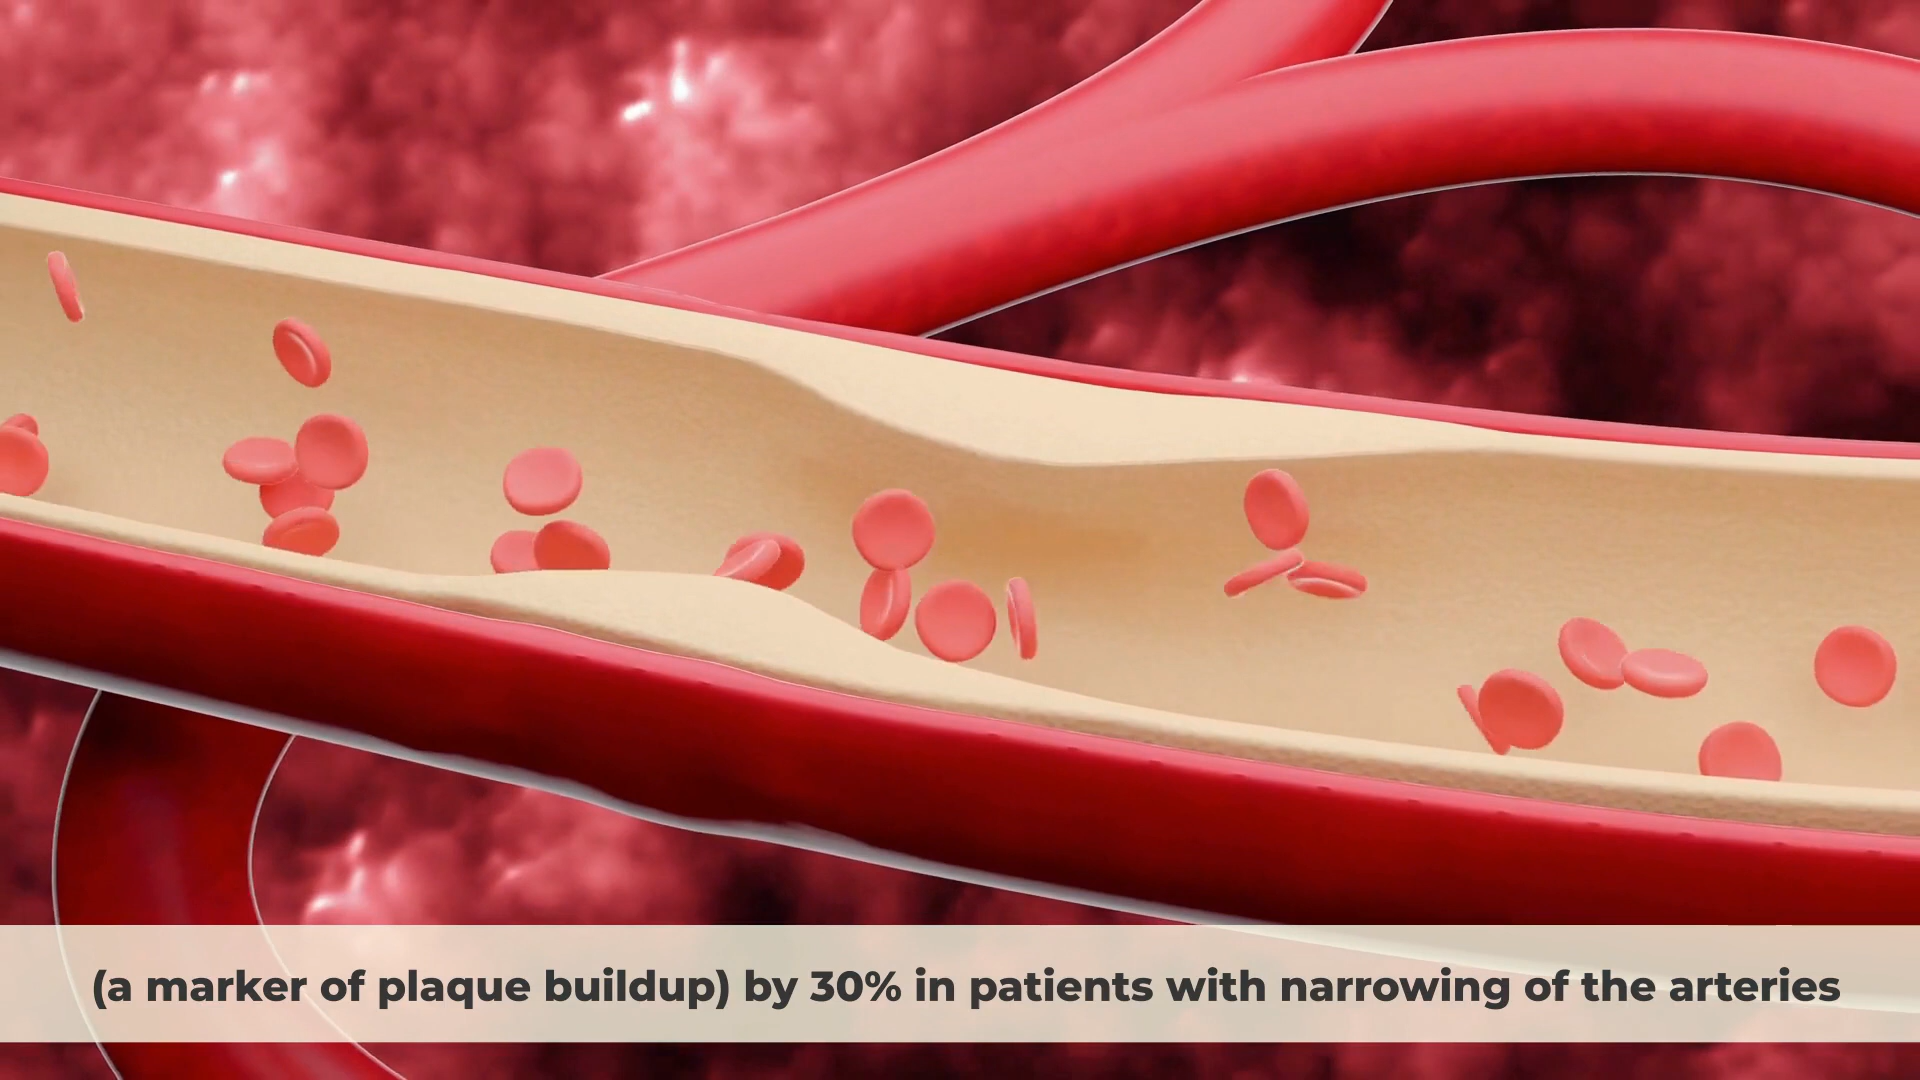 (a marker of plaque buildup) by 30% in patients with narrowing of the arteries